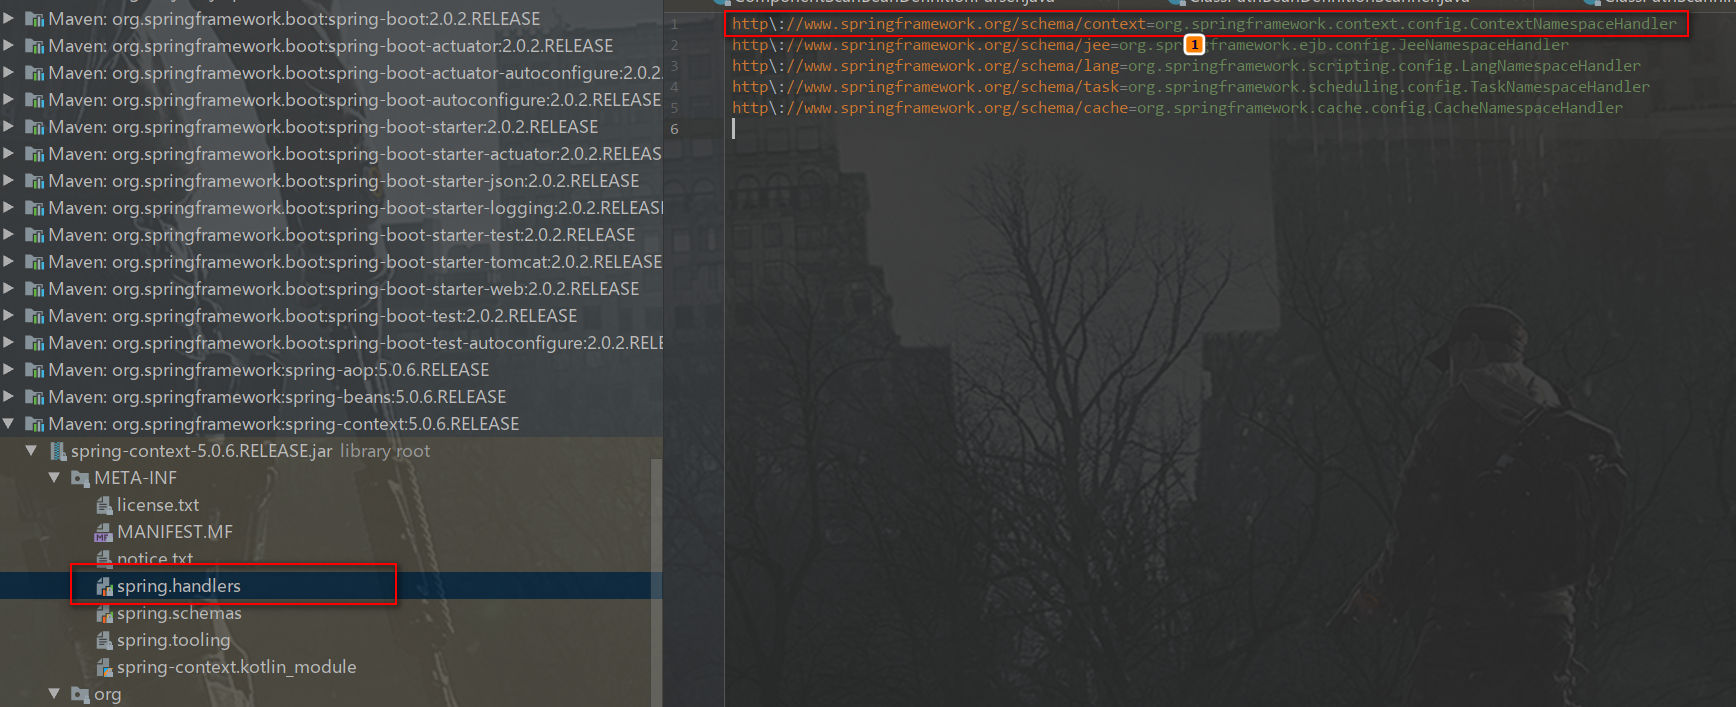 Maven: org.springframework.boot:spring-boot:2.0.2.RELEASE
Maven: org.springframework.boot:spring-boot-actuator:2.0.2.RELEASE
Maven: org.springframework.boot:spring-boot-actuator-autoconfigure:2.0.2.
Maven: org.springframework.boot:spring-boot-autoconfigure:2.0.2.RELEASE
Maven: org.springframework.boot:spring-boot-starter:2.0.2.RELEASE
Maven: org.springframework.boot:spring-boot-starter-actuator:2.0.2.RELEAS
Maven: org.springframework.boot:spring-boot-starter-json:2.0.2.RELEASE
Maven: org.springframework.boot:spring-boot-starter-logging:2.0.2.RELEAS
Maven: org.springframework.boot:spring-boot-starter-test:2.0.2.RELEASE
Maven: org.springframework.boot:spring-boot-starter-tomcat:2.0.2.RELEASE
Maven: org.springframework.boot:spring-boot-starter-web:2.0.2.RELEASE
Maven: org.springframework.boot:spring-boot-test:2.0.2.RELEASE
Maven: org.springframework.boot:spring-boot-test-autoconfigure:2.0.2.RELE
Maven: org.springframework:spring-aop:5.0.6.RELEASE
Maven: org.springframework:spring-beans:5.0.6.RELEASE
Maven: org.springframework:spring-context:5.0.6.RELEASE
spring-context-5.0.6.RELEASE.jar library root
META-INF
license.txt
MANIFEST.MF
notice.txt
spring.handlers
spring.schemas
spring.tooling
spring-context.kotlin_module
org
1 http\://www.springframework.org/schema/context=org.springframework.context.config.ContextNamespaceHandler
2 http\://www.springframework.org/schema/jee=org.spr 1 gframework.ejb.config.JeeNamespaceHandler
3 http\://www.springframework.org/schema/lang=org.springframework.scripting.config.LangNamespaceHandler
4 http\://www.springframework.org/schema/task=org.springframework.scheduling.config.TaskNamespaceHandler
5 http\://www.springframework.org/schema/cache=org.springframework.cache.config.CacheNamespaceHandler
6